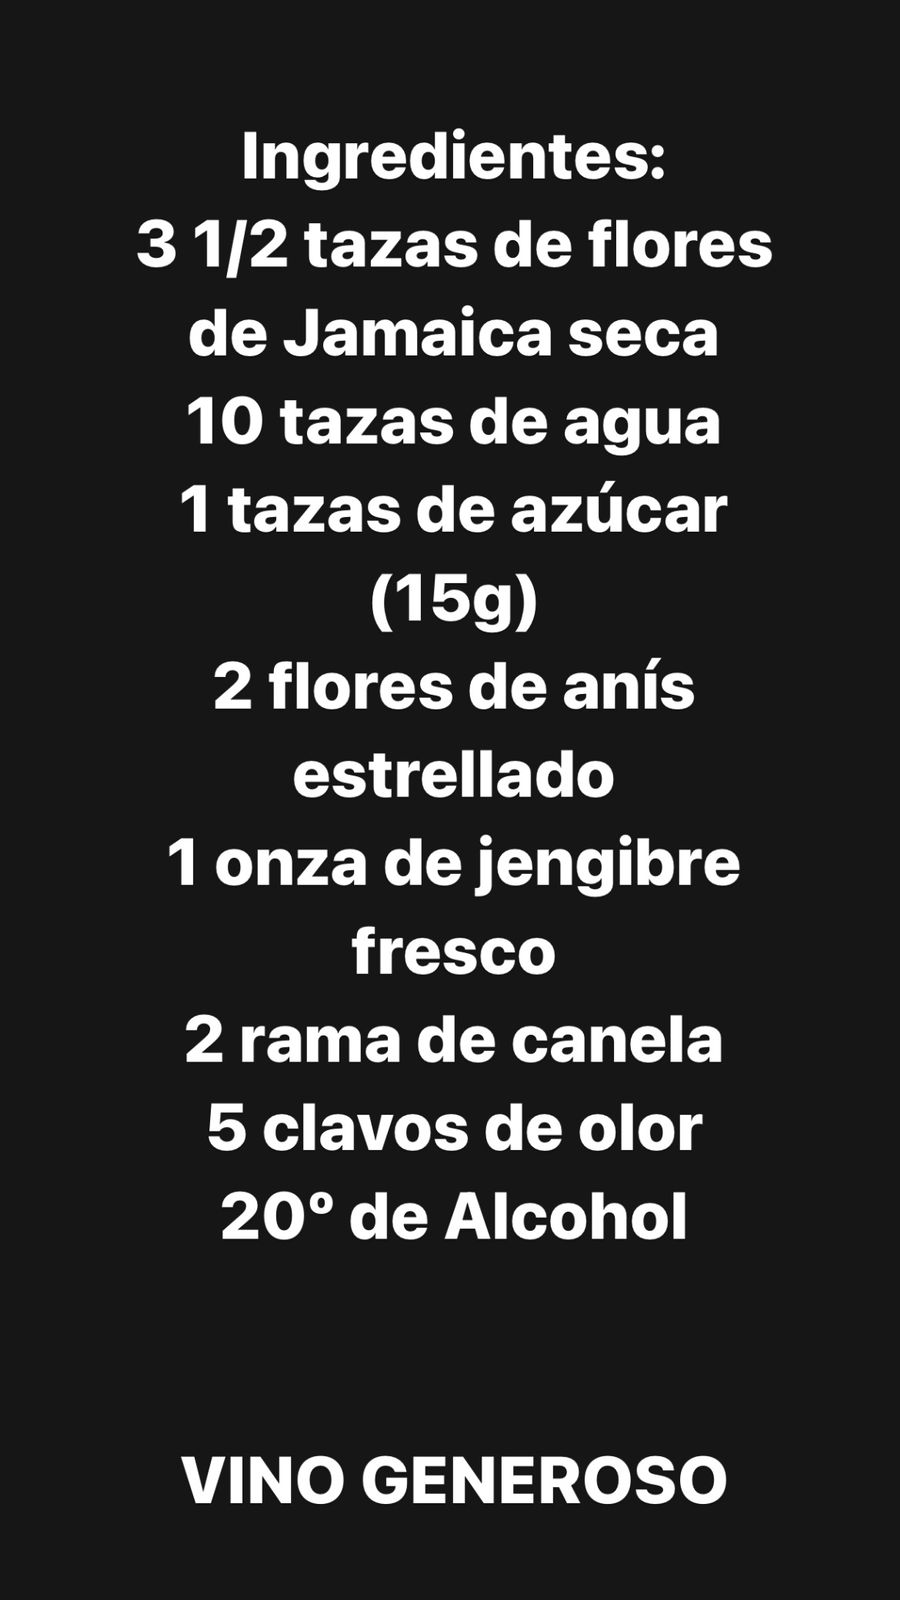 Ingredientes:
3 1/2 tazas de flores
de Jamaica seca
10 tazas de agua
1 tazas de azúcar
(15g)
2 flores de anís
estrellado
1 onza de jengibre
fresco
2 rama de canela
5 clavos de olor
20° de Alcohol
VINO GENEROSO